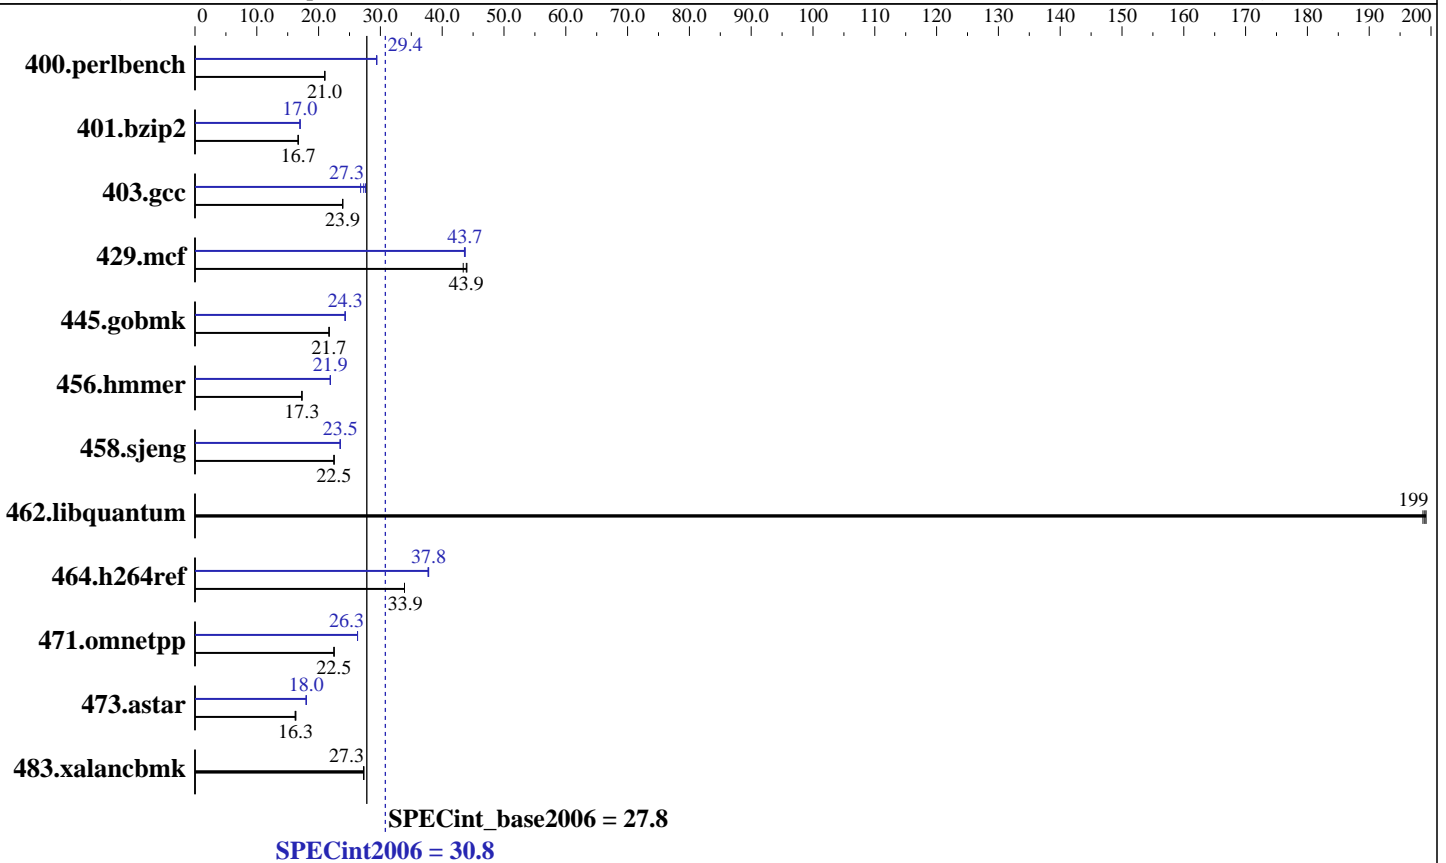 0 10.0 20.0 30.0 40.0 50.0 60.0 70.0 80.0 90.0 100 110 120 130 140 150 160 170 180 190 200
29.4
400.perlbench
21.0
17.0
401.bzip2
16.7
27.3
403.gcc
23.9
43.7
429.mcf
43.9
24.3
445.gobmk
21.7
21.9
456.hmmer
17.3
23.5
458.sjeng
22.5
199
462.libquantum
37.8
464.h264ref
33.9
26.3
471.omnetpp
22.5
18.0
473.astar
16.3
27.3
483.xalancbmk
SPECint_base2006 = 27.8
SPECint2006 = 30.8